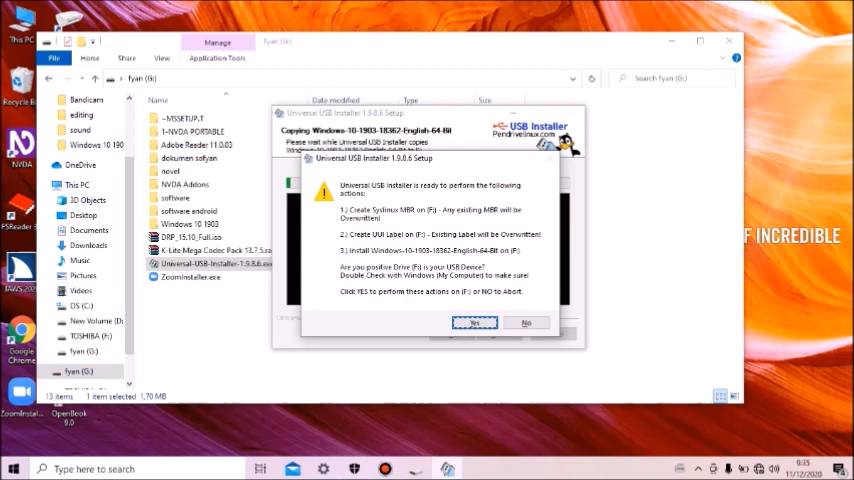 This PC
Recycle B
NVDA
FSReader 3
JAWS 2020
Google
Chrome
ZoomInstal...
OpenBook
9.0
Manage
fyan (G:)
File
Home
Share
View
Application Tools
fyan (G:)
Search fyan (G:)
Bandicam
editing
sound
Windows 10 190
OneDrive
This PC
3D Objects
Desktop
Documents
Downloads
Music
Pictures
Videos
OS (C:)
New Volume (D:
TOSHIBA (F:)
fyan (G:)
fyan (G:)
Name
Date modified
Type
Size
~MSSETUP.T
1-NVDA PORTABLE
Adobe Reader 11.0.03
dokumen sofyan
novel
NVDA Addons
software
software android
Windows 10 1903
DRP_15.10_Full.iso
K-Lite Mega Codec Pack 13.7.5.ra
Universal-USB-Installer-1.9.8.6.exe
ZoomInstaller.exe
13 items
1 item selected 1,70 MB
Universal USB Installer 1.9.8.6 Setup
Copying Windows-10-1903-18362-English-64-Bit
Please wait while Universal USB Installer copies
Windows-10-1903-18362-English-64-Bit
USB Installer
Pendrivelinux.com
Universal USB Installer 1.9.8.6 Setup
Universal USB Installer is ready to perform the following
actions:
1.) Create Syslinux MBR on (F:) - Any existing MBR will be
Overwritten!
2.) Create UUI Label on (F:) - Existing Label will be Overwritten!
3.) Install Windows-10-1903-18362-English-64-Bit on (F:)
Are you positive Drive (F:) is your USB Device?
Double Check with Windows (My Computer) to make sure!
Click YES to perform these actions on (F:) or NO to Abort.
Yes
No
F INCREDIBLE
Type here to search
9:35
11/12/2020